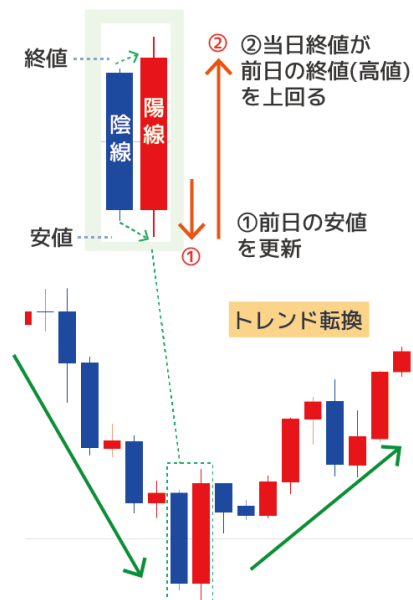 終値
陰線
陽線
安値
①
②
②当日終値が
前日の終値(高値)
を上回る
①前日の安値
を更新
トレンド転換